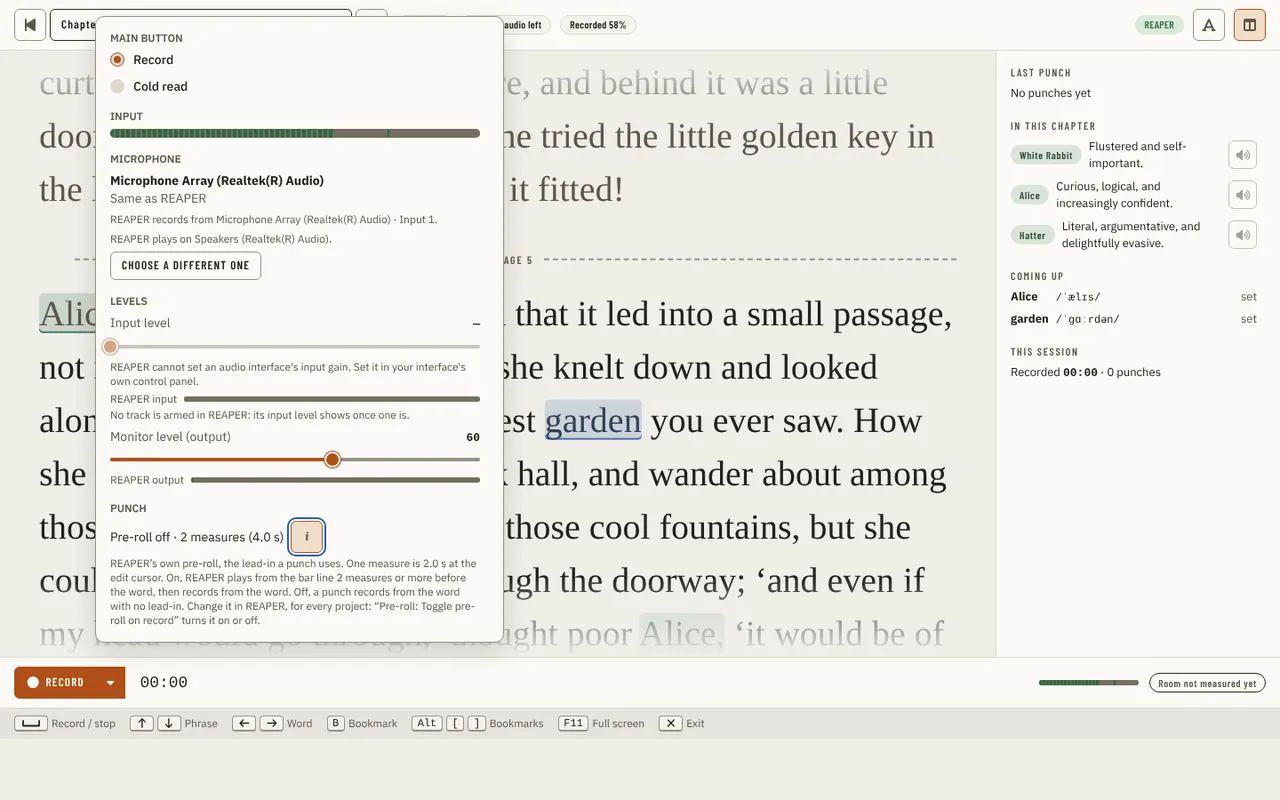 Chapte
audio left
Recorded 58%
REAPER
A
MAIN BUTTON
Record
Cold read
INPUT
MICROPHONE
Microphone Array (Realtek(R) Audio)
Same as REAPER
REAPER records from Microphone Array (Realtek(R) Audio) · Input 1.
REAPER plays on Speakers (Realtek(R) Audio).
CHOOSE A DIFFERENT ONE
LEVELS
Input level –
REAPER cannot set an audio interface's input gain. Set it in your interface's
own control panel.
REAPER input
No track is armed in REAPER: its input level shows once one is.
Monitor level (output) 60
REAPER output
PUNCH
Pre-roll off · 2 measures (4.0 s) i
REAPER's own pre-roll, the lead-in a punch uses. One measure is 2.0 s at the
edit cursor. On, REAPER plays from the bar line 2 measures or more before
the word, then records from the word. Off, a punch records from the word
with no lead-in. Change it in REAPER, for every project: “Pre-roll: Toggle pre-
roll on record” turns it on or off.
curt re, and behind it was a little
door he tried the little golden key in
the it fitted!
AGE 5
Alic that it led into a small passage,
not she knelt down and looked
alon est garden you ever saw. How
she hall, and wander about among
thos those cool fountains, but she
coul ugh the doorway; ‘and even if
my head would go through,’ thought poor Alice, ‘it would be of
LAST PUNCH
No punches yet
IN THIS CHAPTER
White Rabbit Flustered and self-
important.
Alice Curious, logical, and
increasingly confident.
Hatter Literal, argumentative, and
delightfully evasive.
COMING UP
Alice /ˈælɪs/ set
garden /ˈɡɑːrdən/ set
THIS SESSION
Recorded 00:00 · 0 punches
RECORD 00:00
Room not measured yet
Record / stop ↑ ↓ Phrase ← → Word B Bookmark Alt [ ] Bookmarks F11 Full screen ✕ Exit